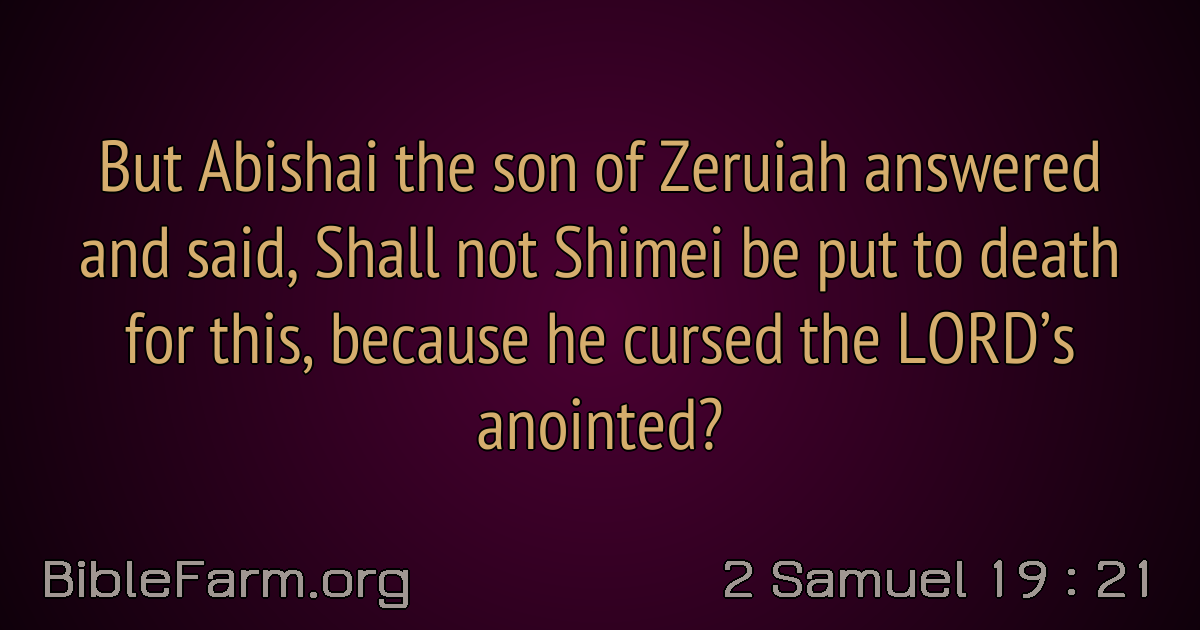 But Abishai the son of Zeruiah answered
and said, Shall not Shimei be put to death
for this, because he cursed the LORD’s
anointed?
BibleFarm.org
2 Samuel 19 : 21